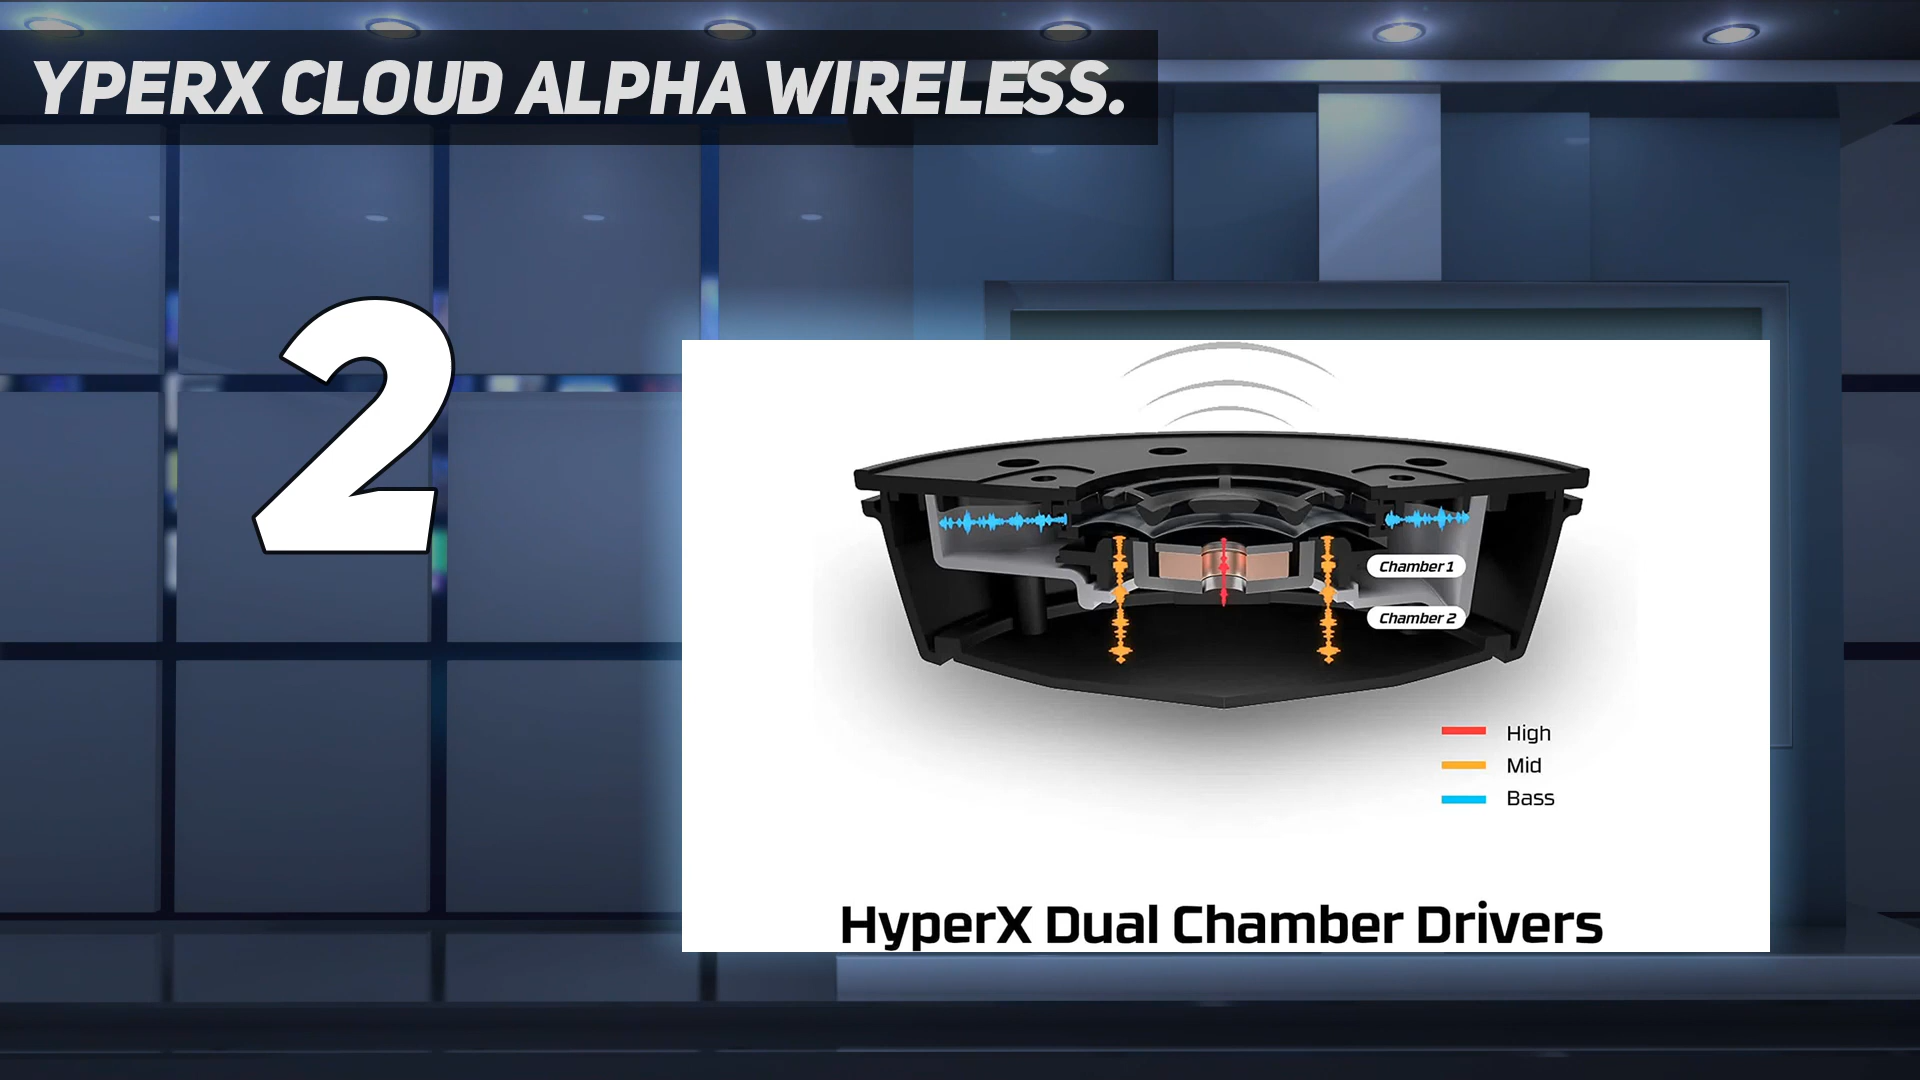 YPERX CLOUD ALPHA WIRELESS.
2
Chamber 1
Chamber 2
High
Mid
Bass
HyperX Dual Chamber Drivers